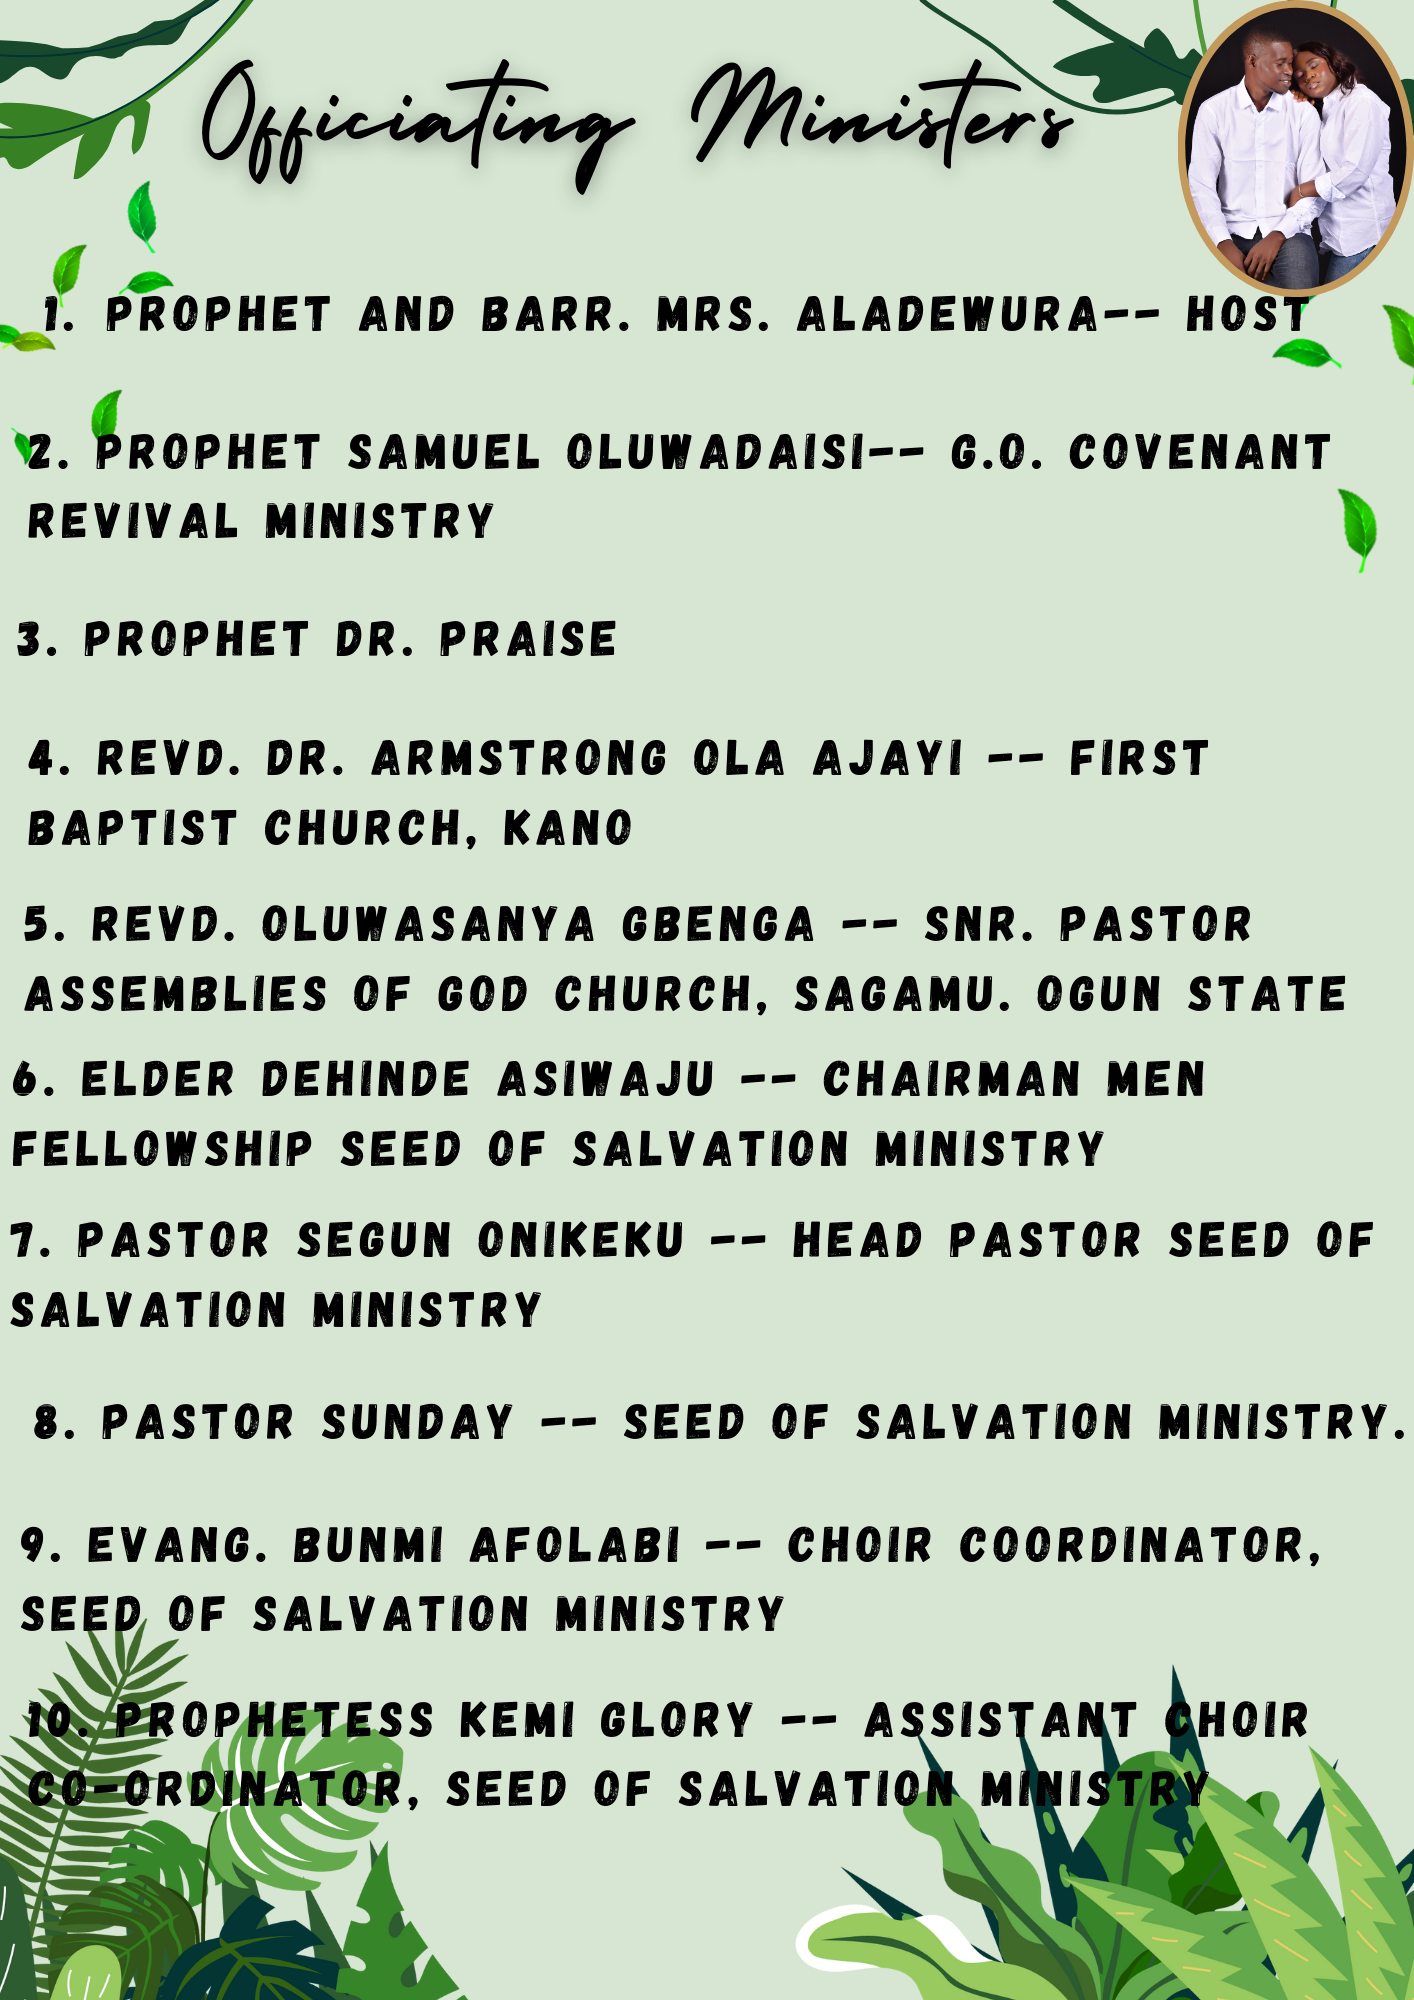 Officiating Ministers
1. PROPHET AND BARR. MRS. ALADEWURA-- HOST
2. PROPHET SAMUEL OLUWADAISI-- G.O. COVENANT
REVIVAL MINISTRY
3. PROPHET DR. PRAISE
4. REVD. DR. ARMSTRONG OLA AJAYI -- FIRST
BAPTIST CHURCH, KANO
5. REVD. OLUWASANYA GBENGA -- SNR. PASTOR
ASSEMBLIES OF GOD CHURCH, SAGAMU. OGUN STATE
6. ELDER DEHINDE ASIWAJU -- CHAIRMAN MEN
FELLOWSHIP SEED OF SALVATION MINISTRY
7. PASTOR SEGUN ONIKEKU -- HEAD PASTOR SEED OF
SALVATION MINISTRY
8. PASTOR SUNDAY -- SEED OF SALVATION MINISTRY.
9. EVANG. BUNMI AFOLABI -- CHOIR COORDINATOR,
SEED OF SALVATION MINISTRY
10. PROPHETESS KEMI GLORY -- ASSISTANT CHOIR
CO-ORDINATOR, SEED OF SALVATION MINISTRY